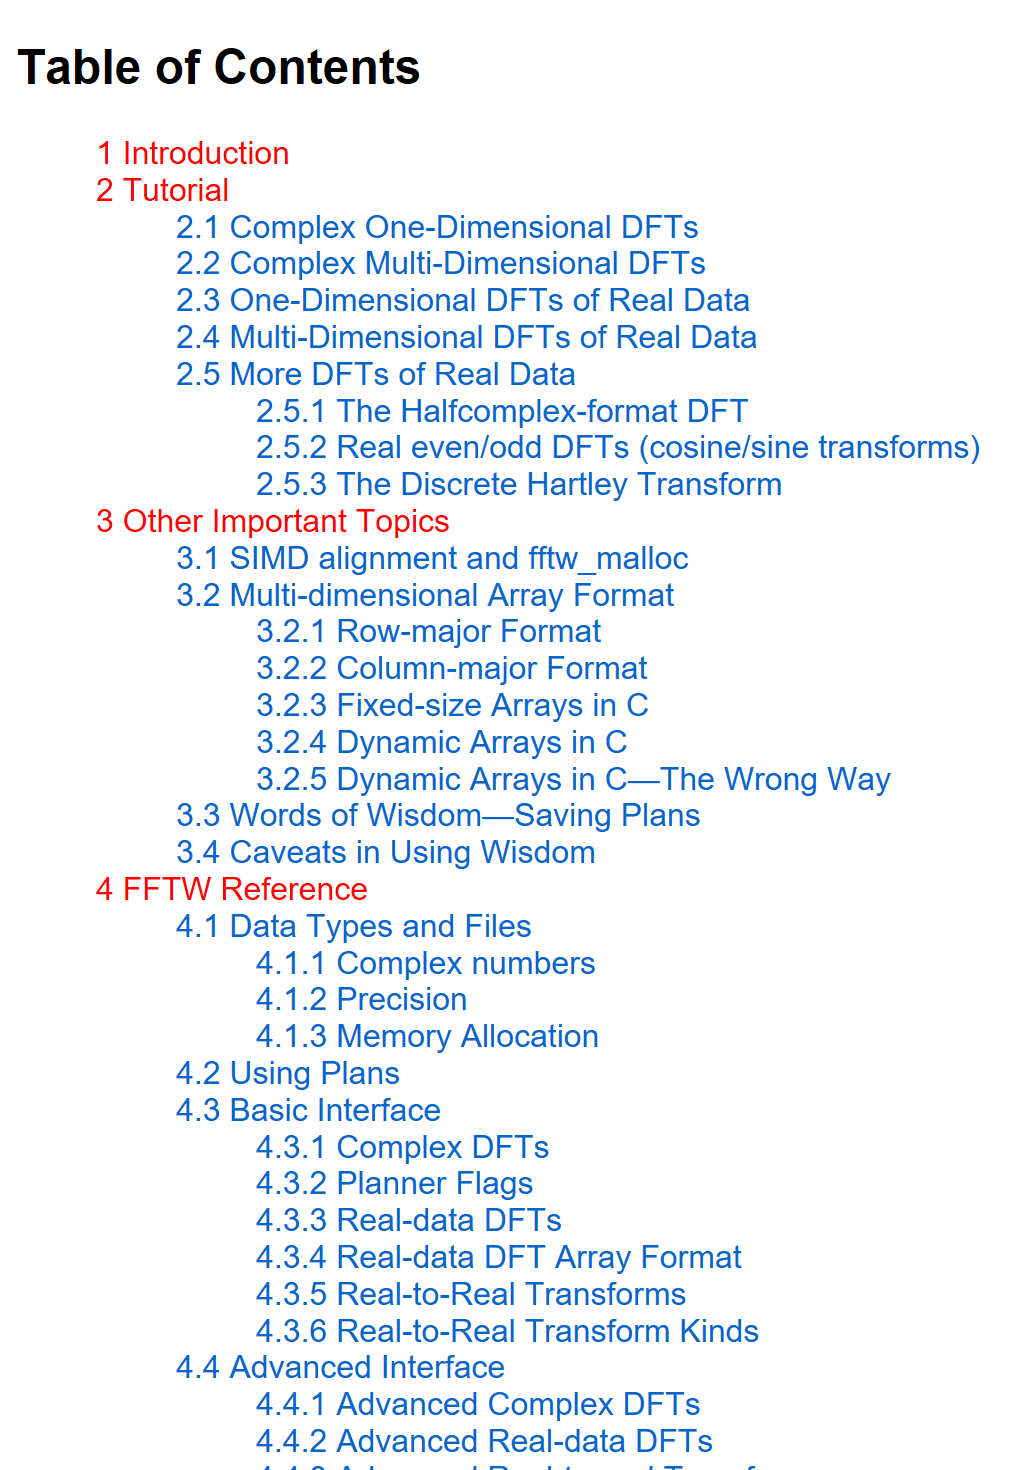 Table of Contents
1 Introduction
2 Tutorial
2.1 Complex One-Dimensional DFTs
2.2 Complex Multi-Dimensional DFTs
2.3 One-Dimensional DFTs of Real Data
2.4 Multi-Dimensional DFTs of Real Data
2.5 More DFTs of Real Data
2.5.1 The Halfcomplex-format DFT
2.5.2 Real even/odd DFTs (cosine/sine transforms)
2.5.3 The Discrete Hartley Transform
3 Other Important Topics
3.1 SIMD alignment and fftw_malloc
3.2 Multi-dimensional Array Format
3.2.1 Row-major Format
3.2.2 Column-major Format
3.2.3 Fixed-size Arrays in C
3.2.4 Dynamic Arrays in C
3.2.5 Dynamic Arrays in C—The Wrong Way
3.3 Words of Wisdom—Saving Plans
3.4 Caveats in Using Wisdom
4 FFTW Reference
4.1 Data Types and Files
4.1.1 Complex numbers
4.1.2 Precision
4.1.3 Memory Allocation
4.2 Using Plans
4.3 Basic Interface
4.3.1 Complex DFTs
4.3.2 Planner Flags
4.3.3 Real-data DFTs
4.3.4 Real-data DFT Array Format
4.3.5 Real-to-Real Transforms
4.3.6 Real-to-Real Transform Kinds
4.4 Advanced Interface
4.4.1 Advanced Complex DFTs
4.4.2 Advanced Real-data DFTs